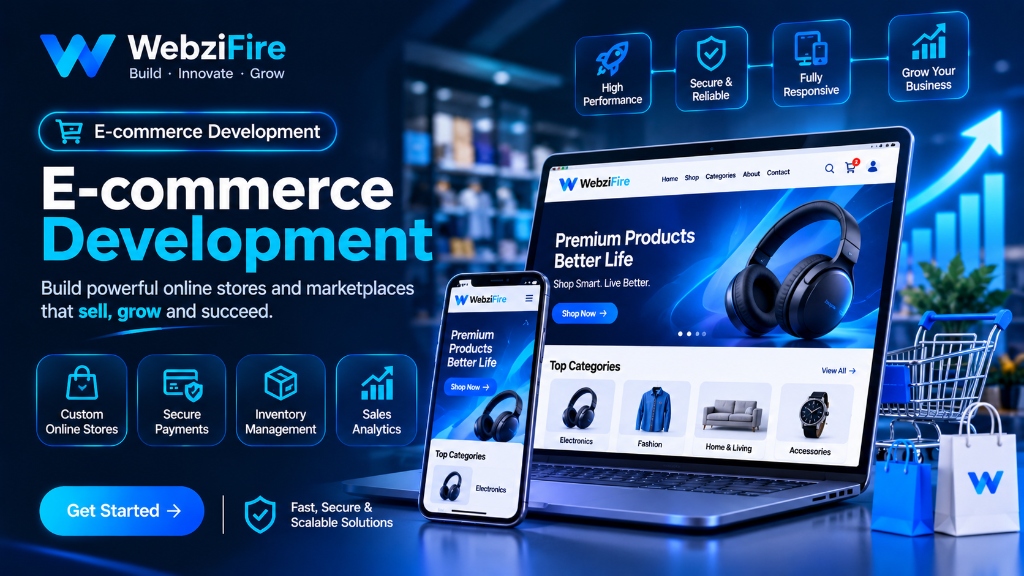 WebziFire
Build · Innovate · Grow
E-commerce Development
E-commerce
Development
Build powerful online stores and marketplaces
that sell, grow and succeed.
Custom
Online Stores
Secure
Payments
Inventory
Management
Sales
Analytics
Get Started →
Fast, Secure &
Scalable Solutions
High
Performance
Secure &
Reliable
Fully
Responsive
Grow Your
Business
WebziFire
Home Shop Categories About Contact
Premium Products
Better Life
Shop Smart. Live Better.
Shop Now →
Top Categories
View All →
Electronics
Fashion
Home & Living
Accessories
WebziFire
Premium
Products
Better Life
Shop Now →
Top Categories
Electronics
W